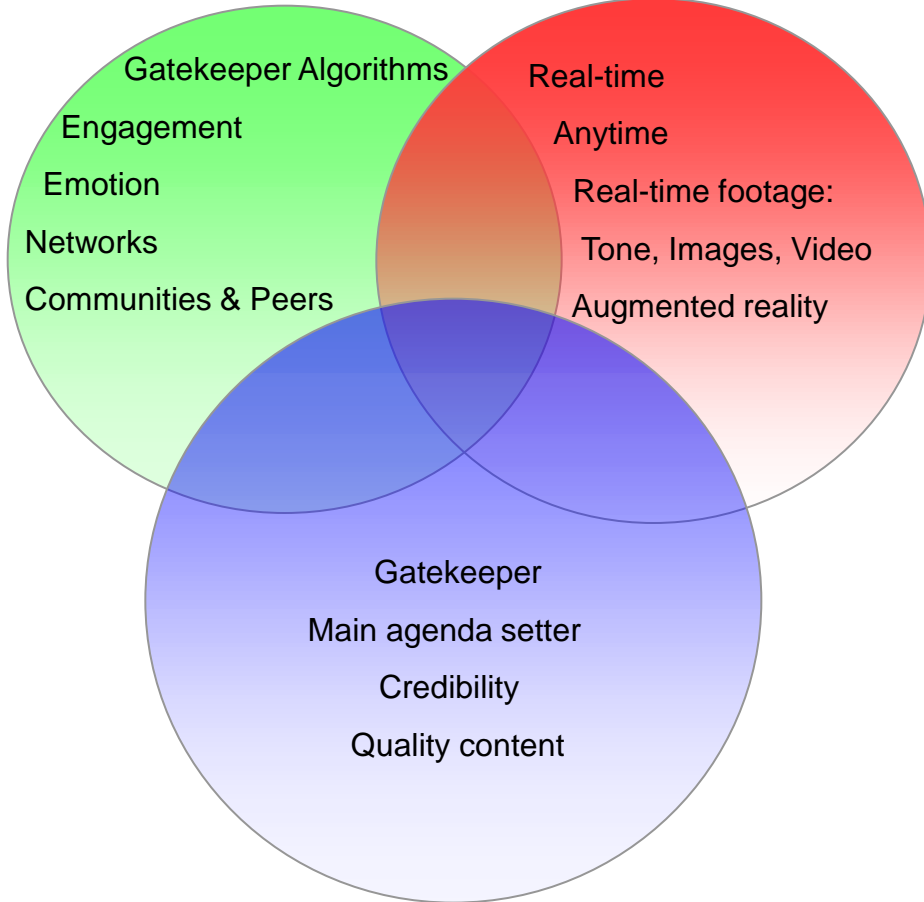 Gatekeeper Algorithms
Engagement
Emotion
Networks
Communities & Peers
Real-time
Anytime
Real-time footage:
Tone, Images, Video
Augmented reality
Gatekeeper
Main agenda setter
Credibility
Quality content